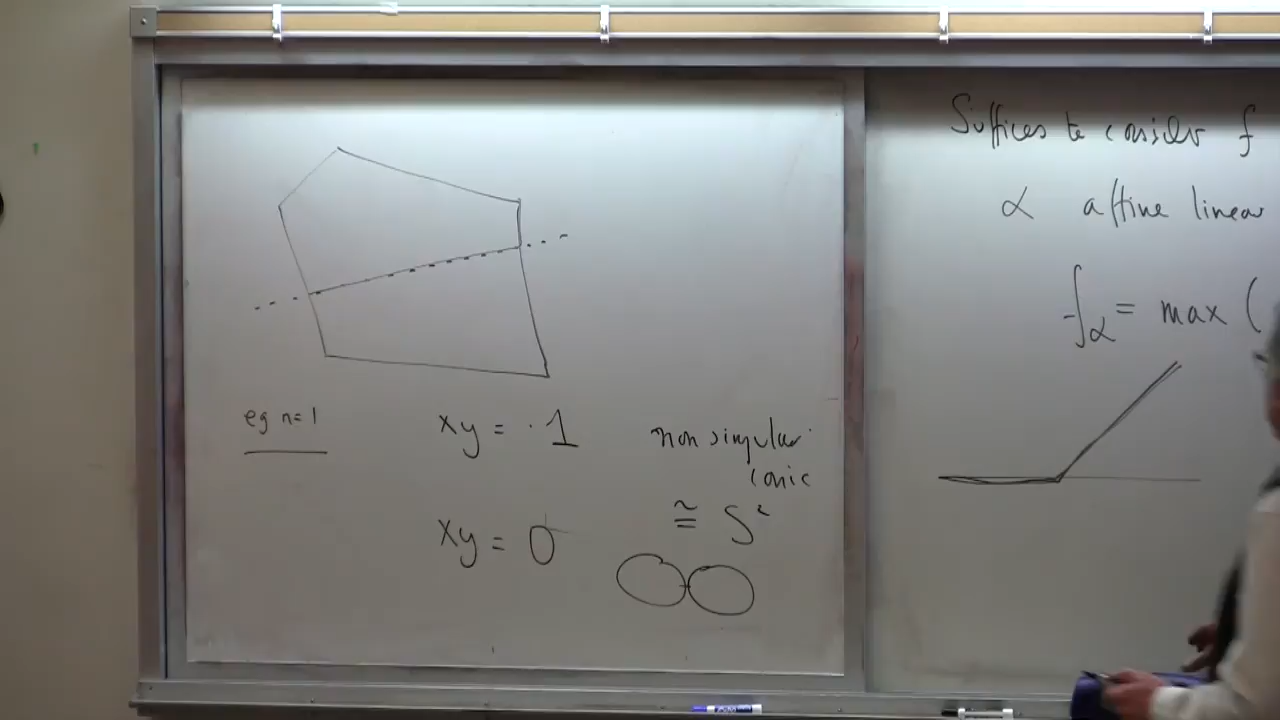 eg n=1
xy = 1
non singular
conic
≅ S²
xy = 0
Suffices to consider f
α affine linear
f_α = max (